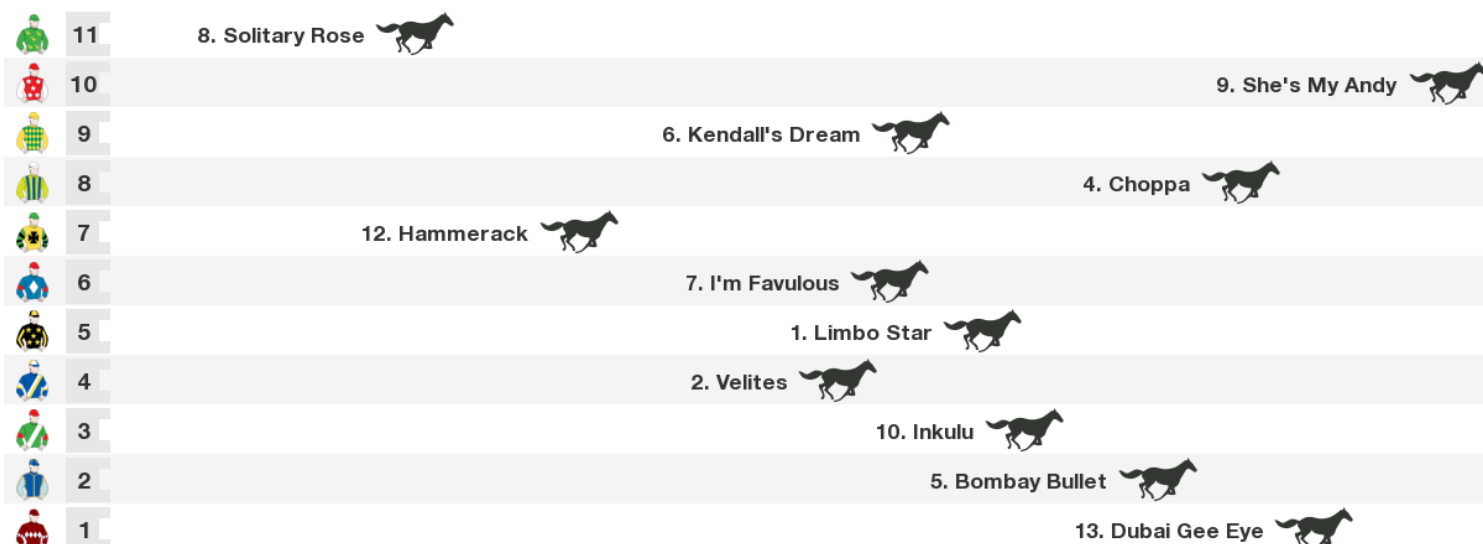 11 8. Solitary Rose
10 9. She's My Andy
9 6. Kendall's Dream
8 4. Choppa
7 12. Hammerack
6 7. I'm Favulous
5 1. Limbo Star
4 2. Velites
3 10. Inkulu
2 5. Bombay Bullet
1 13. Dubai Gee Eye